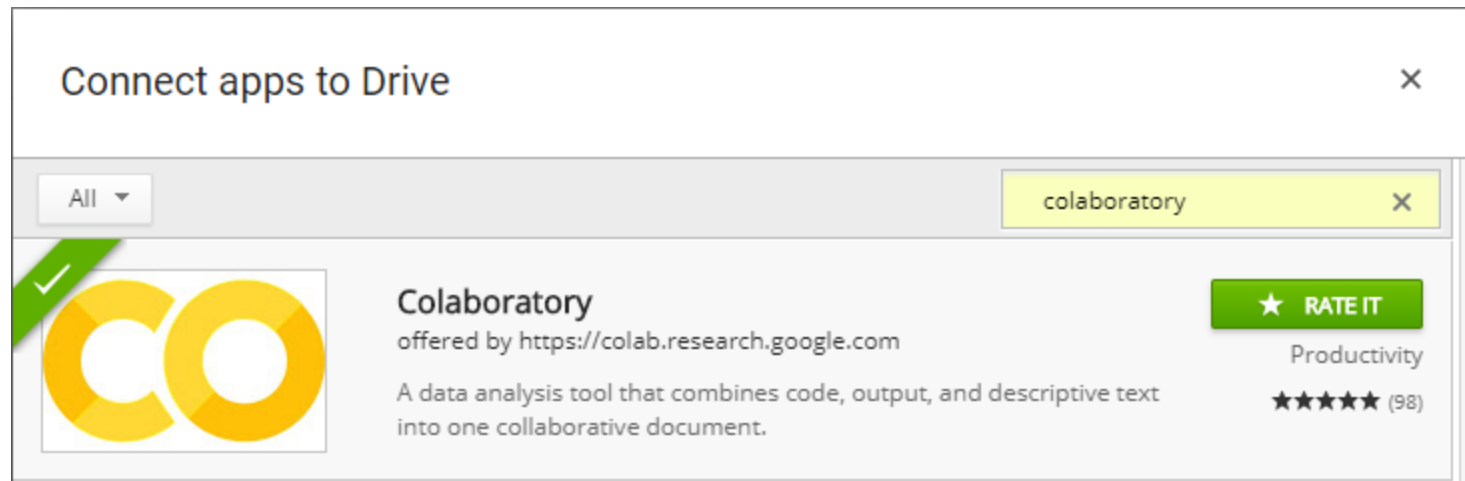 Connect apps to Drive
All
colaboratory
Colaboratory
RATE IT
offered by https://colab.research.google.com
Productivity
A data analysis tool that combines code, output, and descriptive text
(98)
into one collaborative document.